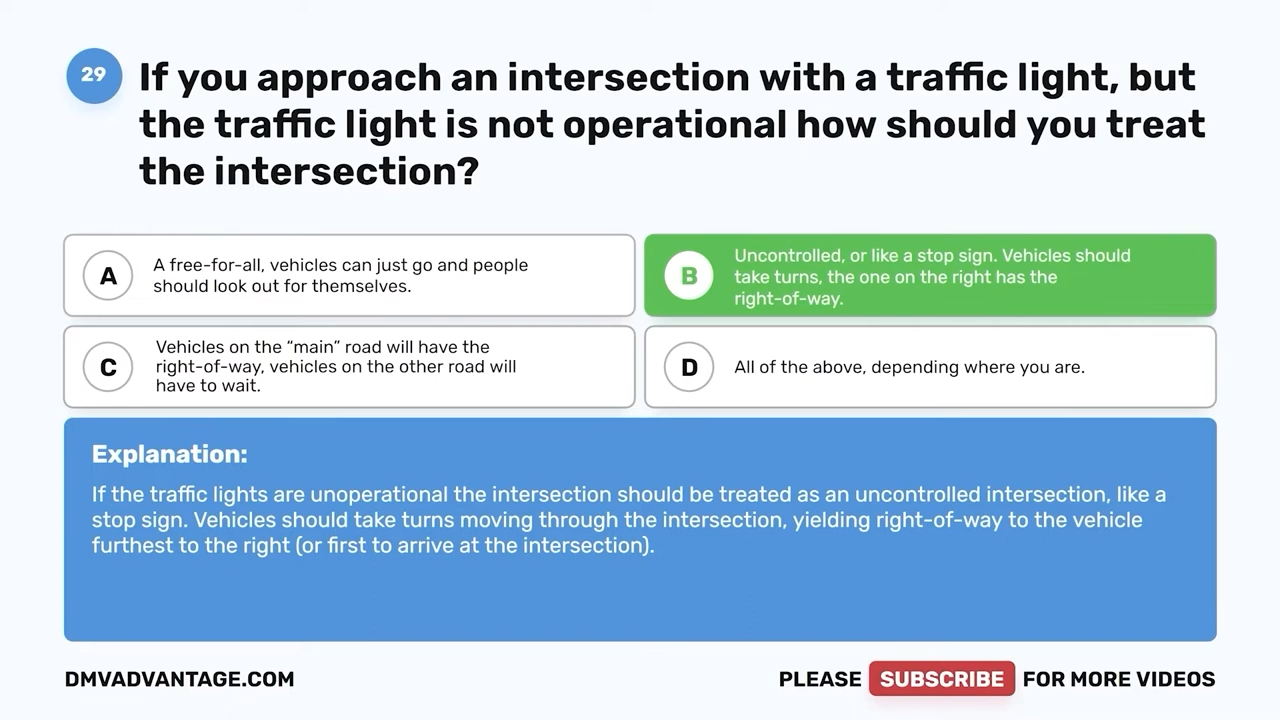 29
If you approach an intersection with a traffic light, but
the traffic light is not operational how should you treat
the intersection?
A
A free-for-all, vehicles can just go and people
should look out for themselves.
B
Uncontrolled, or like a stop sign. Vehicles should
take turns, the one on the right has the
right-of-way.
C
Vehicles on the “main” road will have the
right-of-way, vehicles on the other road will
have to wait.
D
All of the above, depending where you are.
Explanation:
If the traffic lights are unoperational the intersection should be treated as an uncontrolled intersection, like a
stop sign. Vehicles should take turns moving through the intersection, yielding right-of-way to the vehicle
furthest to the right (or first to arrive at the intersection).
DMVADVANTAGE.COM
PLEASE SUBSCRIBE FOR MORE VIDEOS